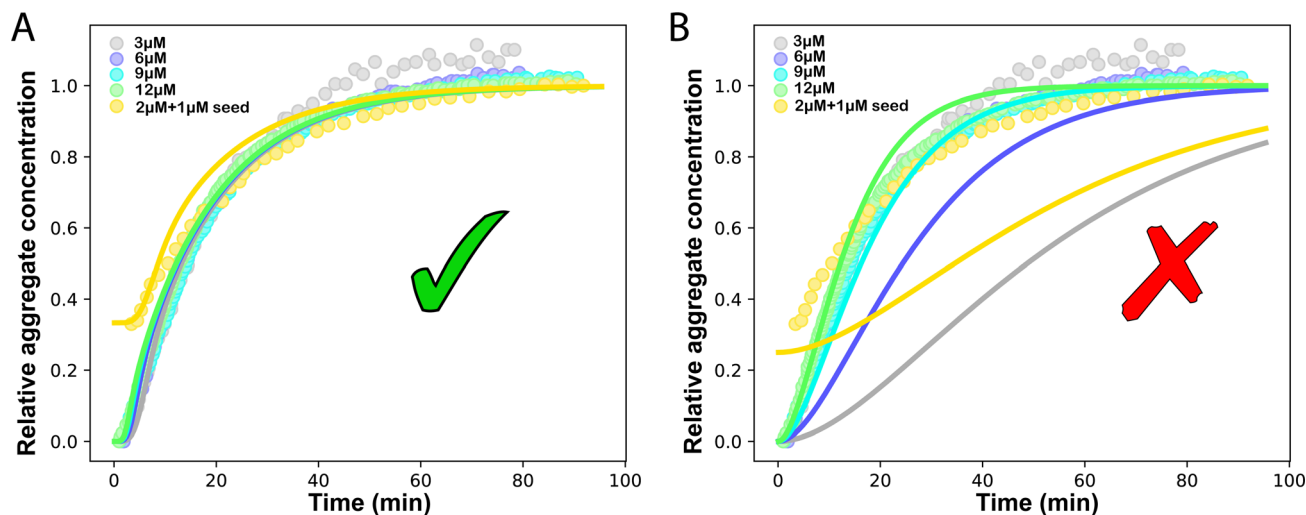 A
3μM
6μM
9μM
12μM
2μM+1μM seed
Relative aggregate concentration
1.0
0.8
0.6
0.4
0.2
0.0
0
20
40
60
80
100
Time (min)
B
3μM
6μM
9μM
12μM
2μM+1μM seed
Relative aggregate concentration
1.0
0.8
0.6
0.4
0.2
0.0
0
20
40
60
80
100
Time (min)